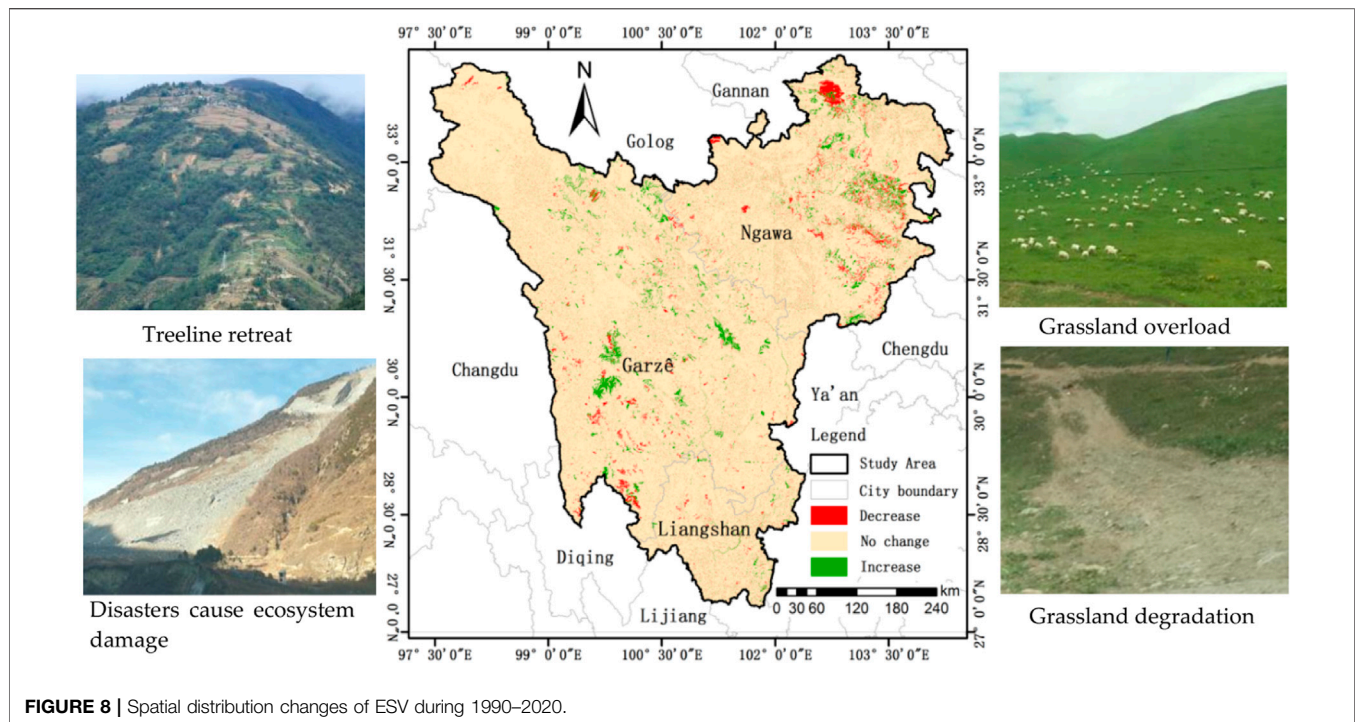 97° 30′ 0″E 99° 0′ 0″E 100° 30′ 0″E 102° 0′ 0″E 103° 30′ 0″E
N
Gannan
Golog
33° 0′ 0″N
33° 0′ 0″N
Ngawa
31° 30′ 0″N
31° 30′ 0″N
Treeline retreat
Grassland overload
Chengdu
Changdu
Garzê
30° 0′ 0″N
30° 0′ 0″N
Ya'an
Legend
Study Area
City boundary
Decrease
No change
Increase
28° 30′ 0″N
28° 30′ 0″N
Liangshan
Diqing
km
0 30 60 120 180 240
27° 0′ 0″N
27° 0′ 0″N
Lijiang
Disasters cause ecosystem
damage
Grassland degradation
97° 30′ 0″E 99° 0′ 0″E 100° 30′ 0″E 102° 0′ 0″E 103° 30′ 0″E
FIGURE 8 | Spatial distribution changes of ESV during 1990–2020.